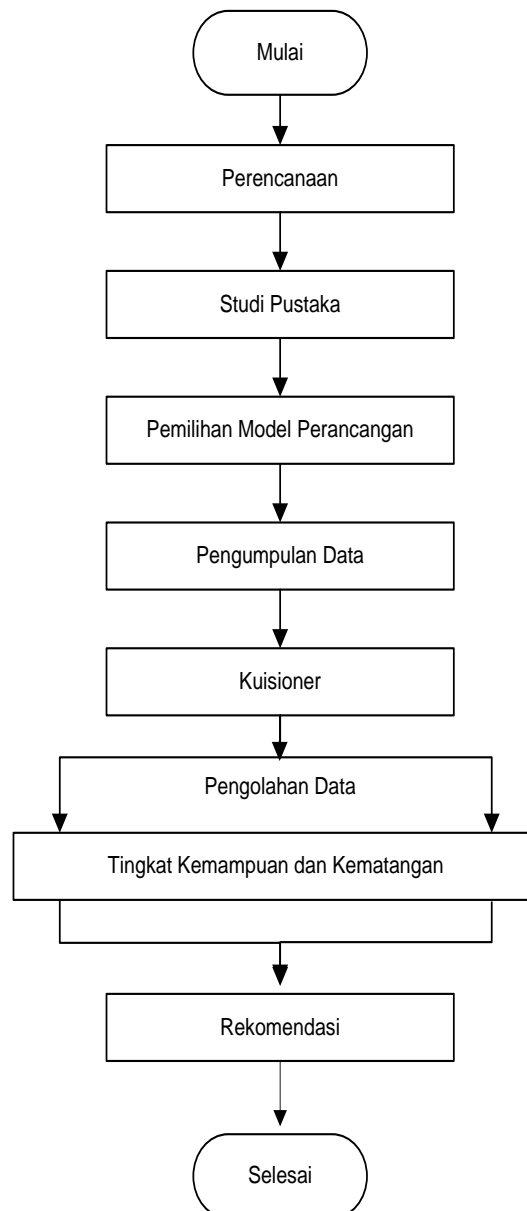 Mulai
Perencanaan
Studi Pustaka
Pemilihan Model Perancangan
Pengumpulan Data
Kuisioner
Pengolahan Data
Tingkat Kemampuan dan Kematangan
Rekomendasi
Selesai